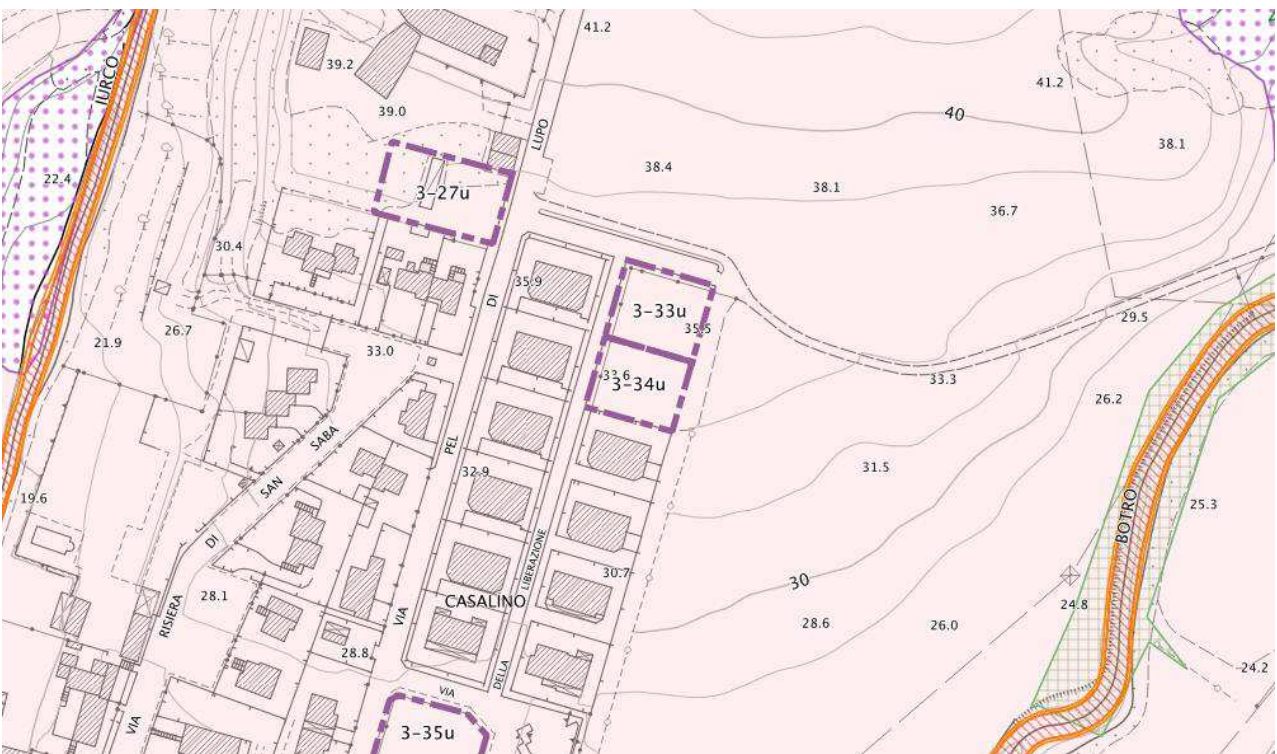 41.2
IURCO
39.2
41.2
39.0
40
LUPO
38.1
38.4
22.4
38.1
3-27u
36.7
30.4
35.9
DI
3-33u
29.5
26.7
35.5
21.9
33.0
33.6
3-34u
33.3
26.2
SABA
PEL
31.5
32.9
SAN
19.6
25.3
BOTRO
DI
LIBERAZIONE
30.7
30
28.1
CASALINO
24.8
RISIERA
VIA
28.6
26.0
28.8
24.2
DELLA
VIA
VIA
3-35u